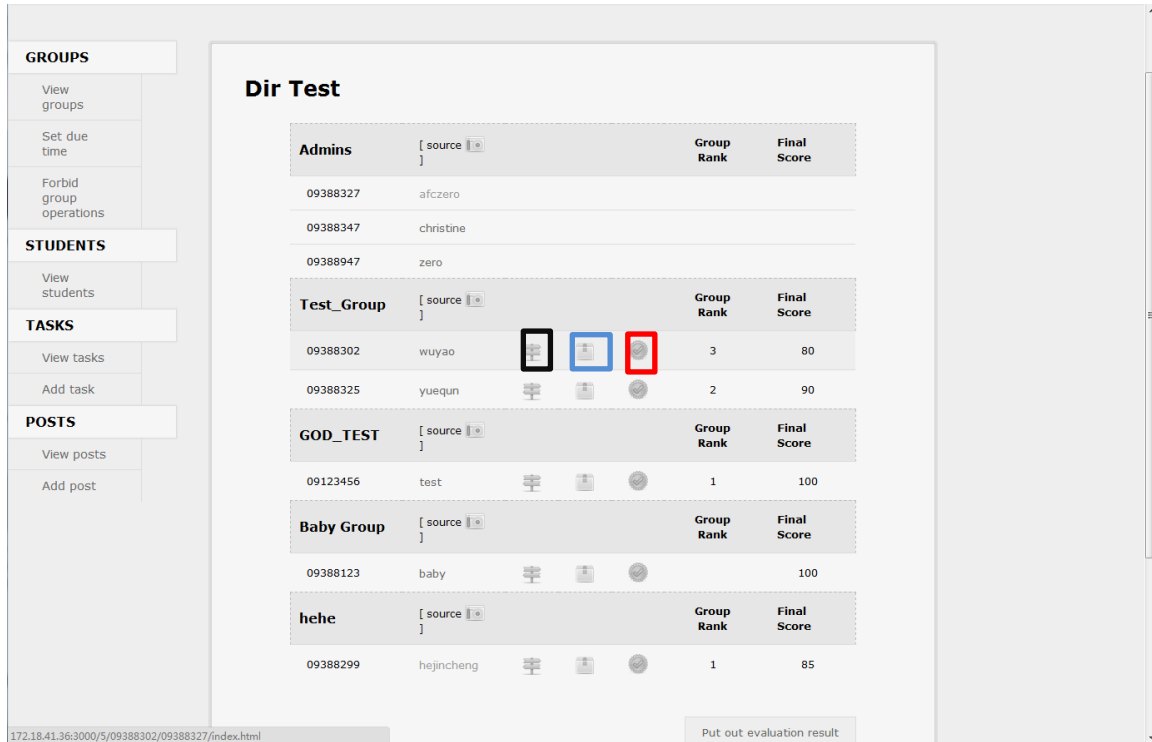 GROUPS
View
groups
Set due
time
Forbid
group
operations
STUDENTS
View
students
TASKS
View tasks
Add task
POSTS
View posts
Add post
Dir Test
Admins [ source ] Group Rank Final Score
09388327 afczero
09388347 christine
09388947 zero
Test_Group [ source ] Group Rank Final Score
09388302 wuyao 3 80
09388325 yuequn 2 90
GOD_TEST [ source ] Group Rank Final Score
09123456 test 1 100
Baby Group [ source ] Group Rank Final Score
09388123 baby 100
hehe [ source ] Group Rank Final Score
09388299 hejincheng 1 85
Put out evaluation result
172.18.41.36:3000/5/09388302/09388327/index.html